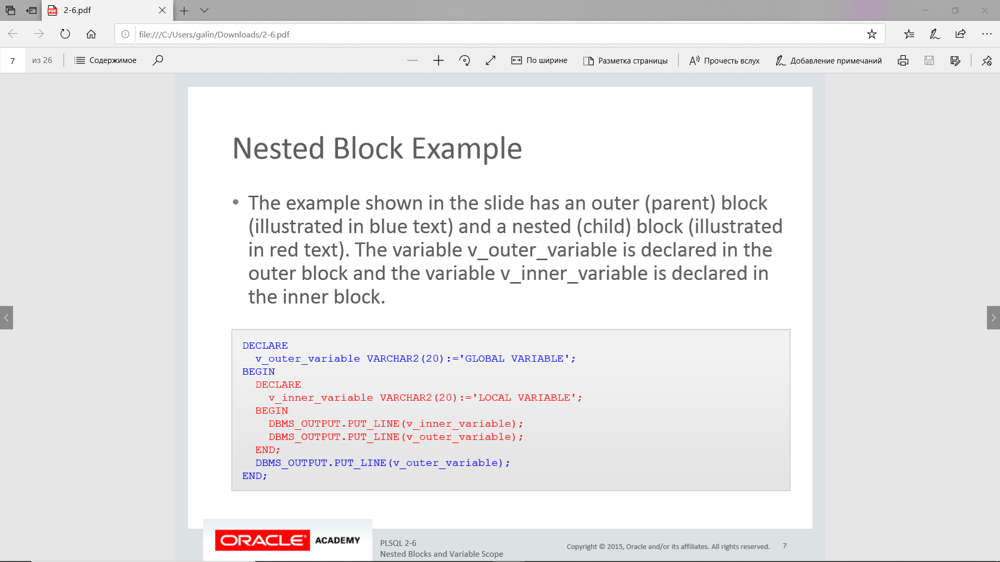 2-6.pdf
file:///C:/Users/galin/Downloads/2-6.pdf
7 из 26 Содержимое По ширине Разметка страницы Прочесть вслух Добавление примечаний
Nested Block Example
• The example shown in the slide has an outer (parent) block
(illustrated in blue text) and a nested (child) block (illustrated
in red text). The variable v_outer_variable is declared in the
outer block and the variable v_inner_variable is declared in
the inner block.
DECLARE
v_outer_variable VARCHAR2(20):='GLOBAL VARIABLE';
BEGIN
DECLARE
v_inner_variable VARCHAR2(20):='LOCAL VARIABLE';
BEGIN
DBMS_OUTPUT.PUT_LINE(v_inner_variable);
DBMS_OUTPUT.PUT_LINE(v_outer_variable);
END;
DBMS_OUTPUT.PUT_LINE(v_outer_variable);
END;
ORACLE ACADEMY
PLSQL 2-6
Nested Blocks and Variable Scope
Copyright © 2015, Oracle and/or its affiliates. All rights reserved. 7